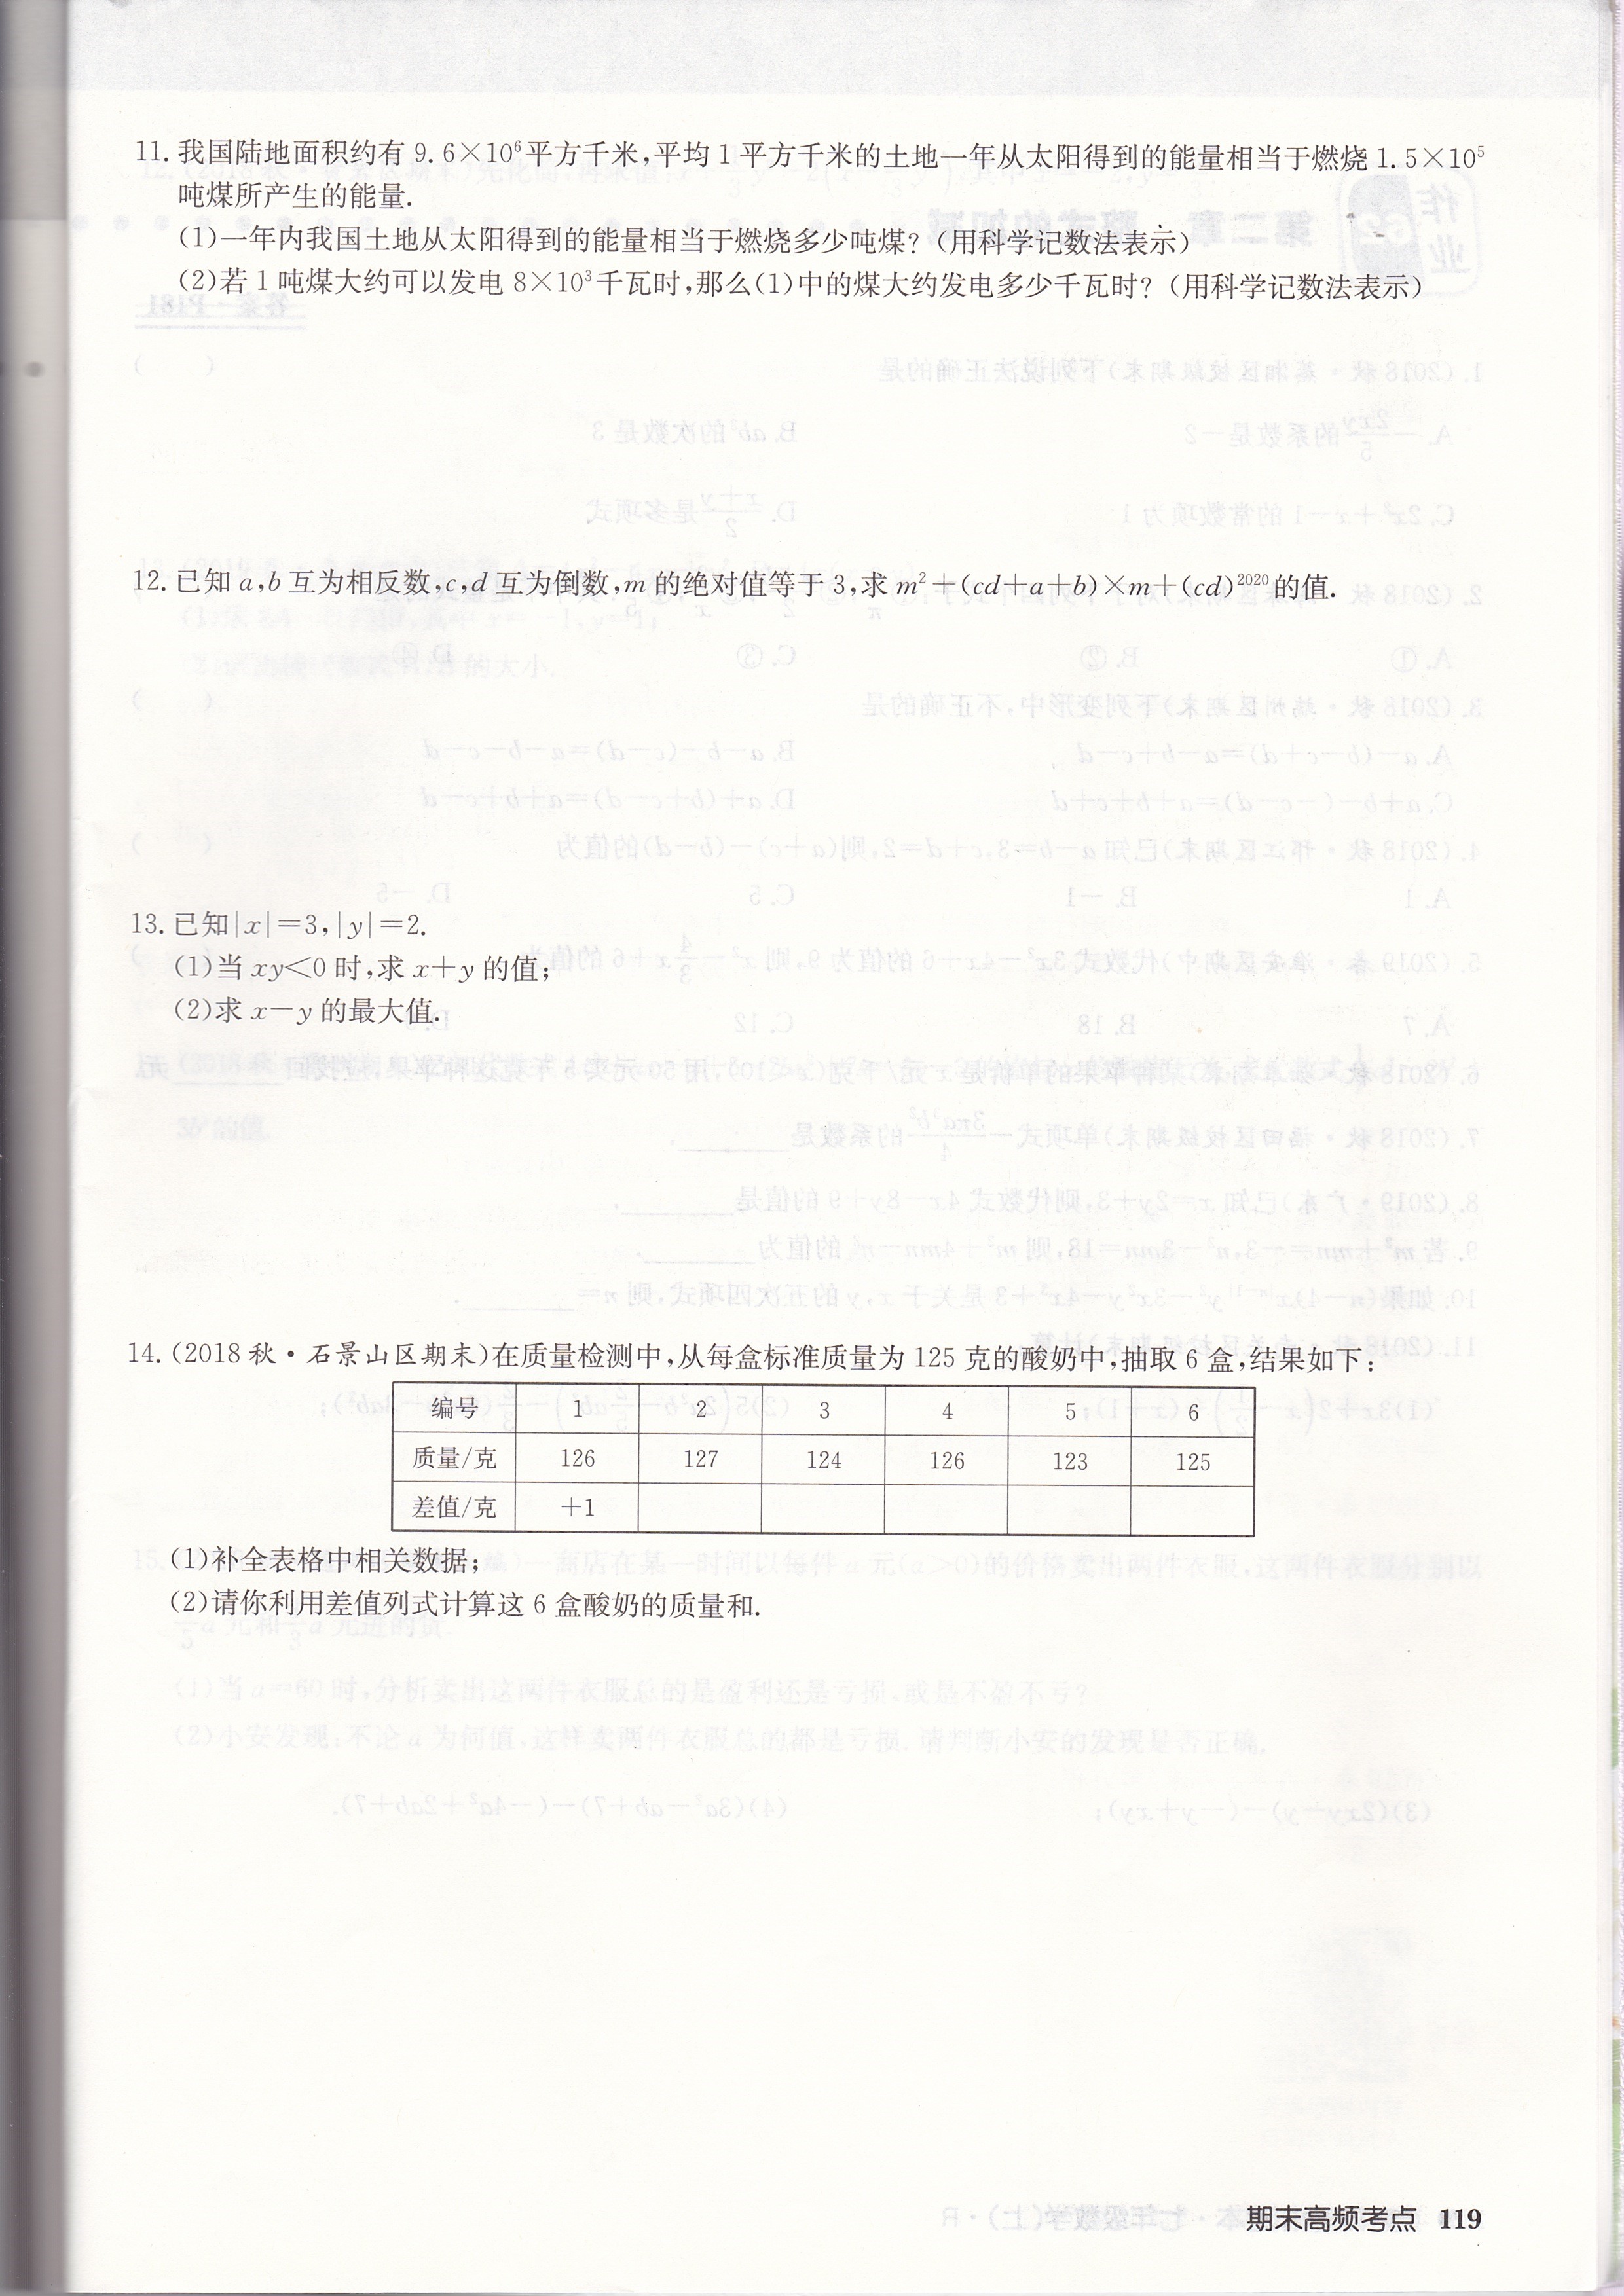 11. 我国陆地面积约有 9.6×10⁶ 平方千米,平均 1 平方千米的土地一年从太阳得到的能量相当于燃烧 1.5×10⁵
吨煤所产生的能量.
(1)一年内我国土地从太阳得到的能量相当于燃烧多少吨煤?(用科学记数法表示)
(2)若 1 吨煤大约可以发电 8×10³ 千瓦时,那么(1)中的煤大约发电多少千瓦时?(用科学记数法表示)
12. 已知 a,b 互为相反数,c,d 互为倒数,m 的绝对值等于 3,求 m²+(cd+a+b)×m+(cd)²⁰²⁰ 的值.
13. 已知|x|=3,|y|=2.
(1)当 xy<0 时,求 x+y 的值;
(2)求 x-y 的最大值.
14. (2018 秋·石景山区期末)在质量检测中,从每盒标准质量为 125 克的酸奶中,抽取 6 盒,结果如下:
编号 1 2 3 4 5 6
质量/克 126 127 124 126 123 125
差值/克 +1
(1)补全表格中相关数据;
(2)请你利用差值列式计算这 6 盒酸奶的质量和.
期末高频考点 119